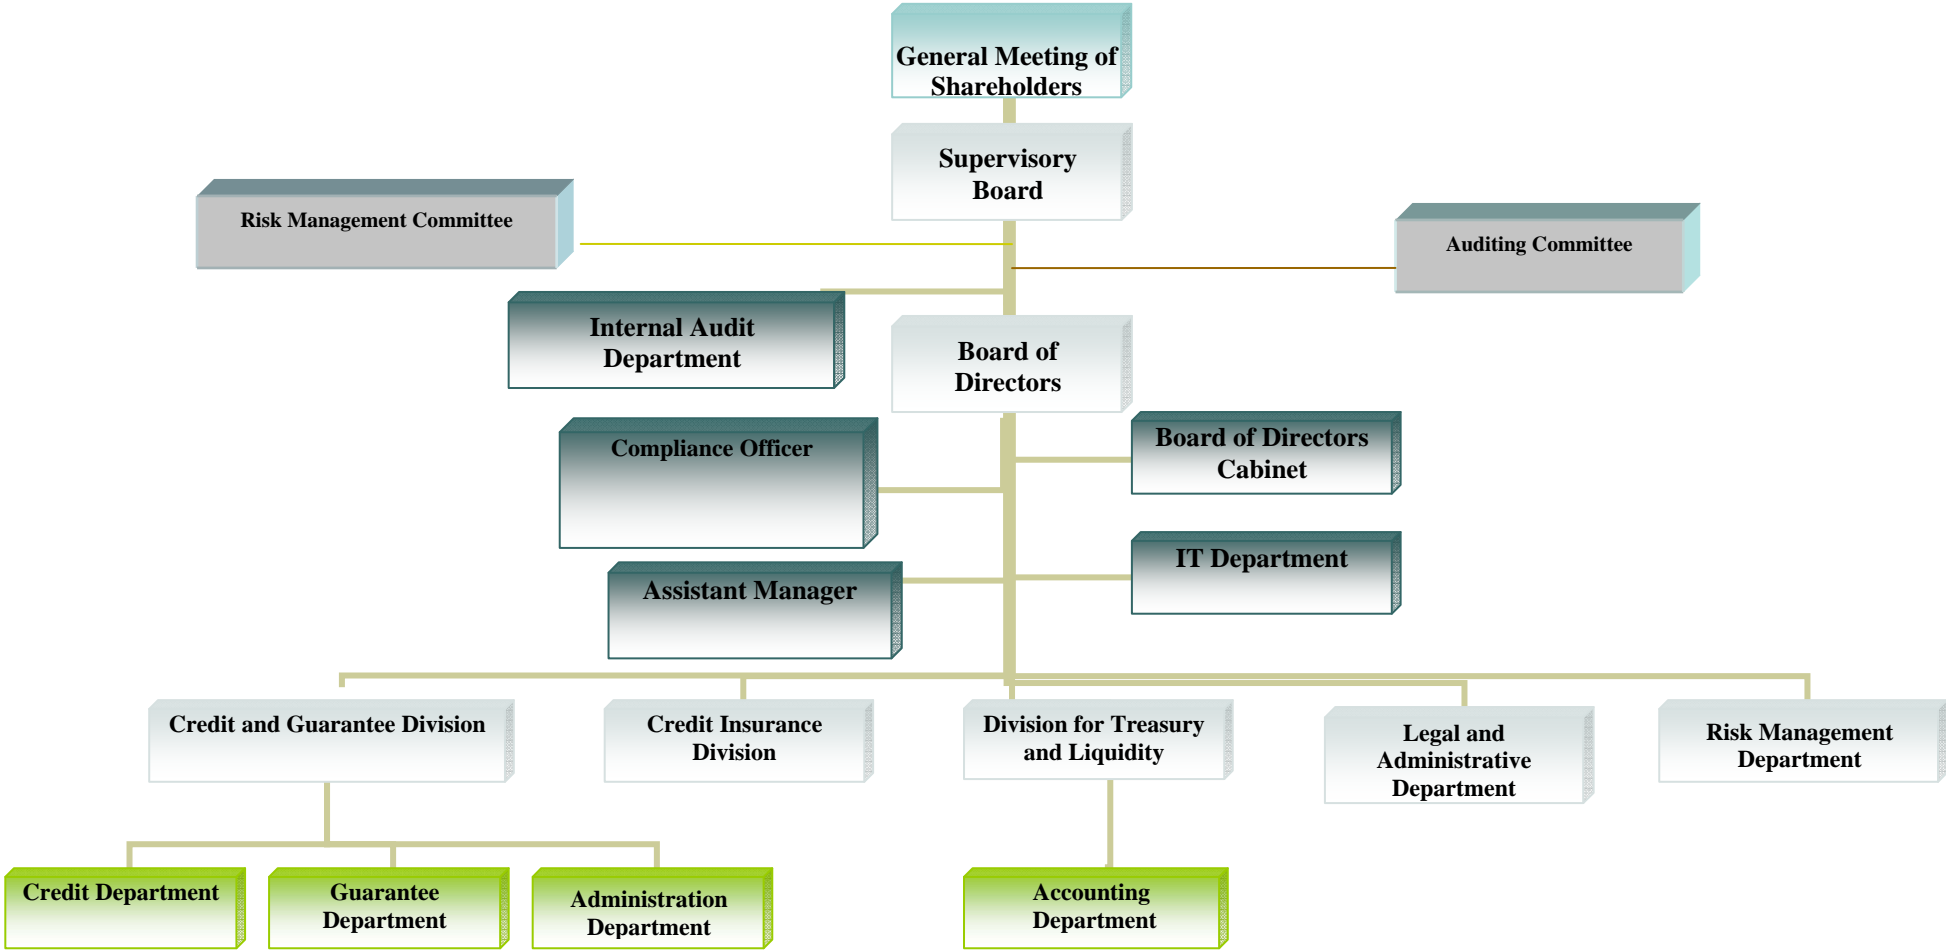 General Meeting of
Shareholders
Supervisory
Board
Risk Management Committee
Auditing Committee
Internal Audit
Department
Board of
Directors
Compliance Officer
Board of Directors
Cabinet
IT Department
Assistant Manager
Credit and Guarantee Division
Credit Insurance
Division
Division for Treasury
and Liquidity
Legal and
Administrative
Department
Risk Management
Department
Credit Department
Guarantee
Department
Administration
Department
Accounting
Department